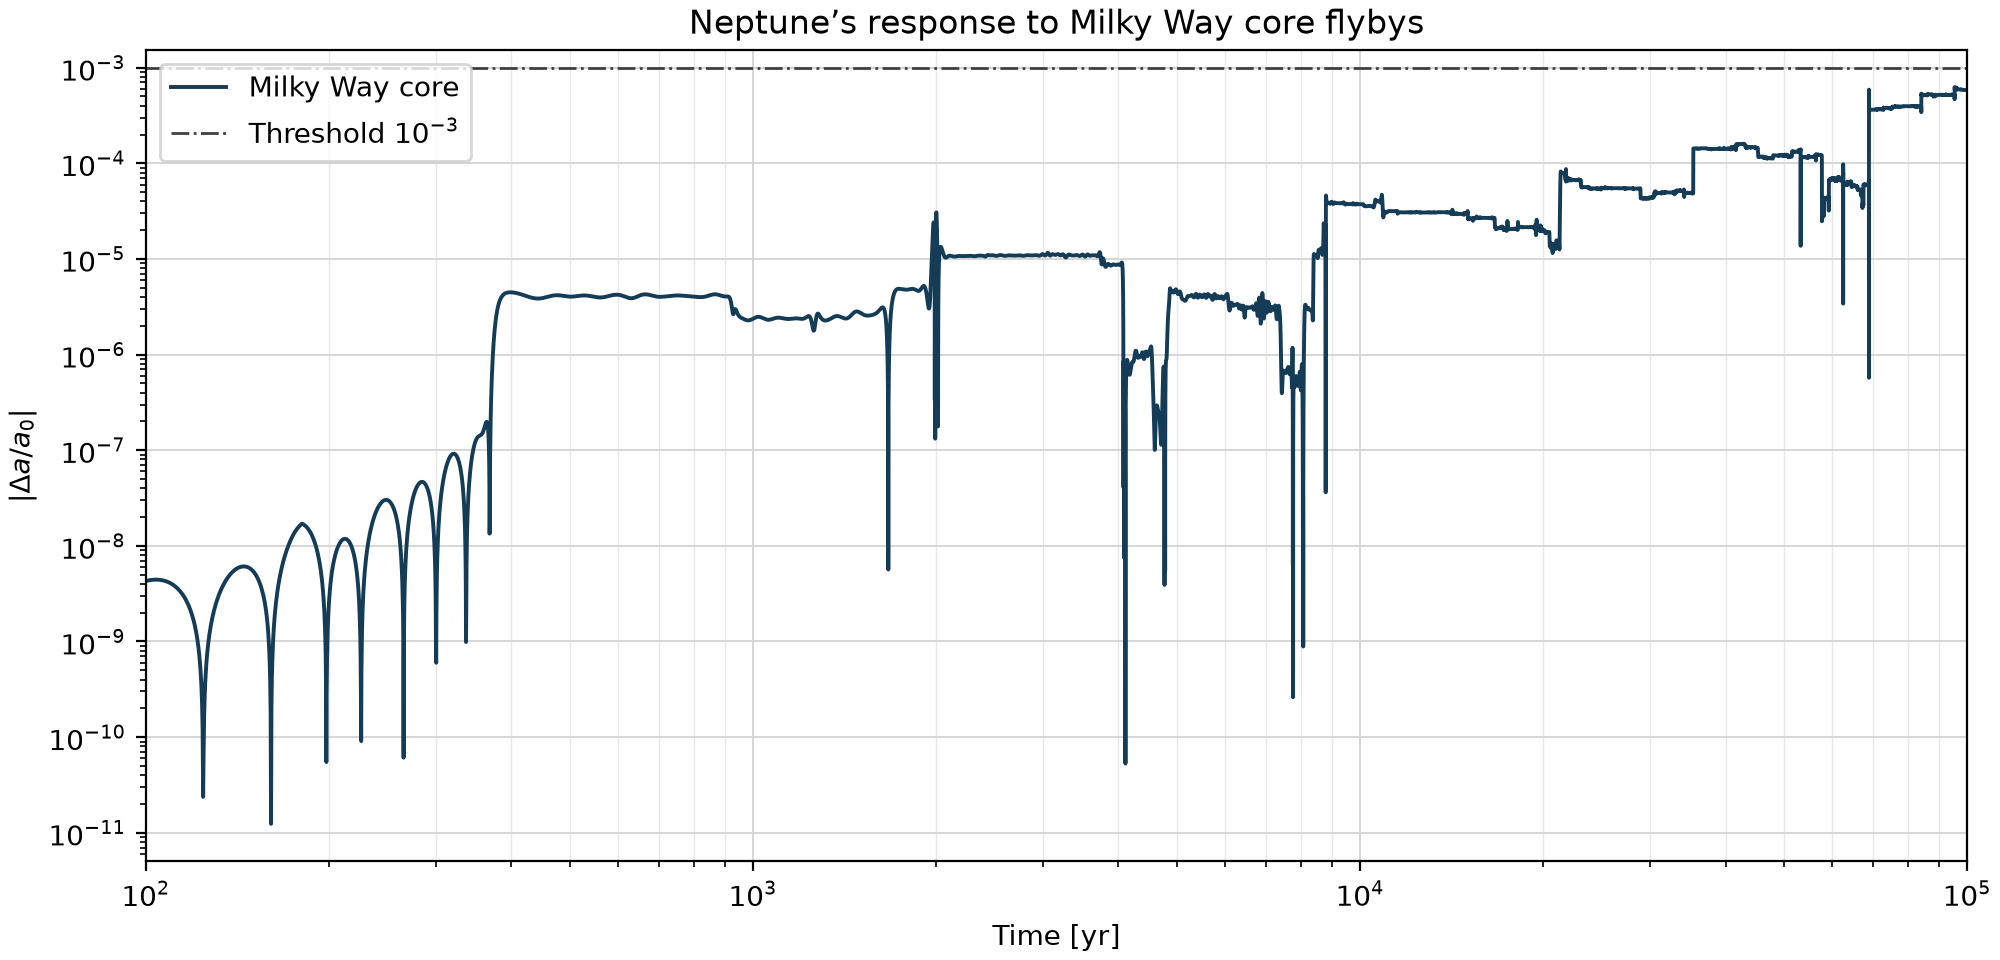 Neptune’s response to Milky Way core flybys
|Δa/a₀|
10⁻³
10⁻⁴
10⁻⁵
10⁻⁶
10⁻⁷
10⁻⁸
10⁻⁹
10⁻¹⁰
10⁻¹¹
Milky Way core
Threshold 10⁻³
10²
10³
10⁴
10⁵
Time [yr]